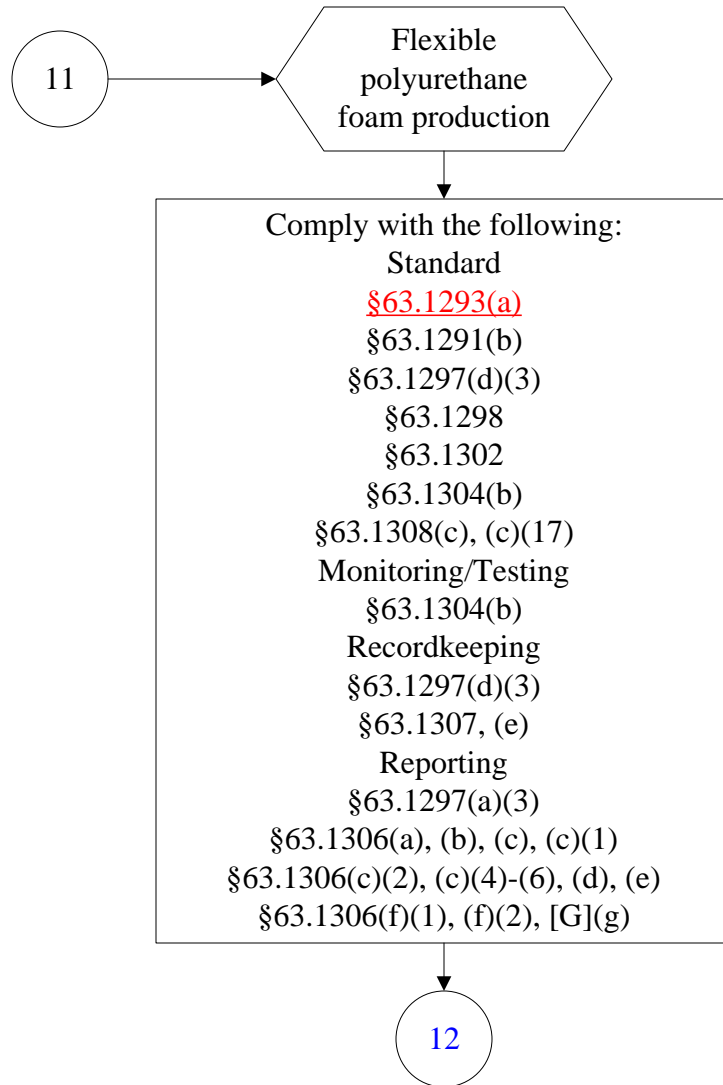 11
Flexible
polyurethane
foam production
Comply with the following:
Standard
§63.1293(a)
§63.1291(b)
§63.1297(d)(3)
§63.1298
§63.1302
§63.1304(b)
§63.1308(c), (c)(17)
Monitoring/Testing
§63.1304(b)
Recordkeeping
§63.1297(d)(3)
§63.1307, (e)
Reporting
§63.1297(a)(3)
§63.1306(a), (b), (c), (c)(1)
§63.1306(c)(2), (c)(4)-(6), (d), (e)
§63.1306(f)(1), (f)(2), [G](g)
12